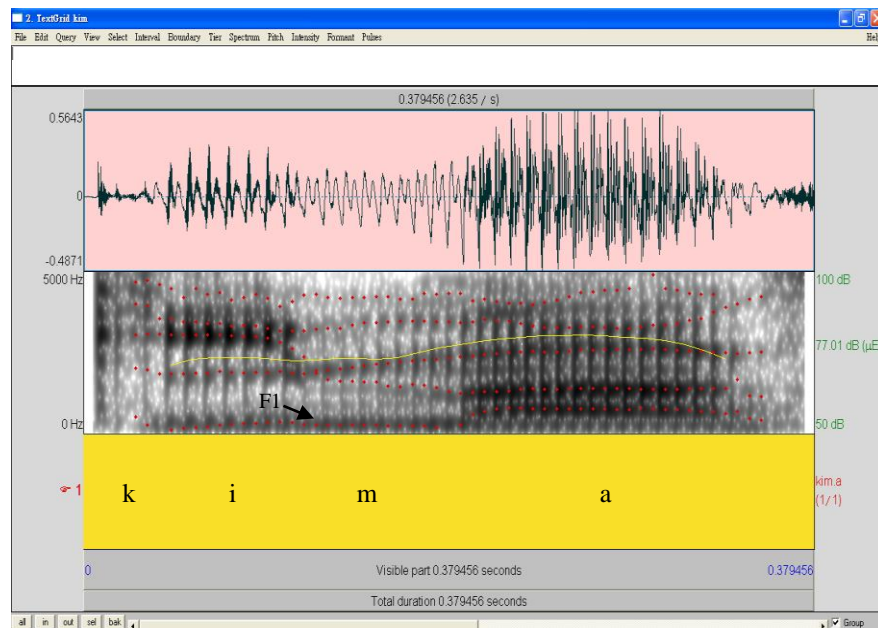 2. TextGrid kim
File Edit Query View Select Interval Boundary Tier Spectrum Pitch Intensity Formant Pulses Hel
0.379456 (2.635 / s)
0.5643
0
-0.4871
5000 Hz
100 dB
77.01 dB (µE
F1
0 Hz
50 dB
1
k i m a
kim.a
(1/1)
0 Visible part 0.379456 seconds 0.379456
Total duration 0.379456 seconds
all in out sel bak Group